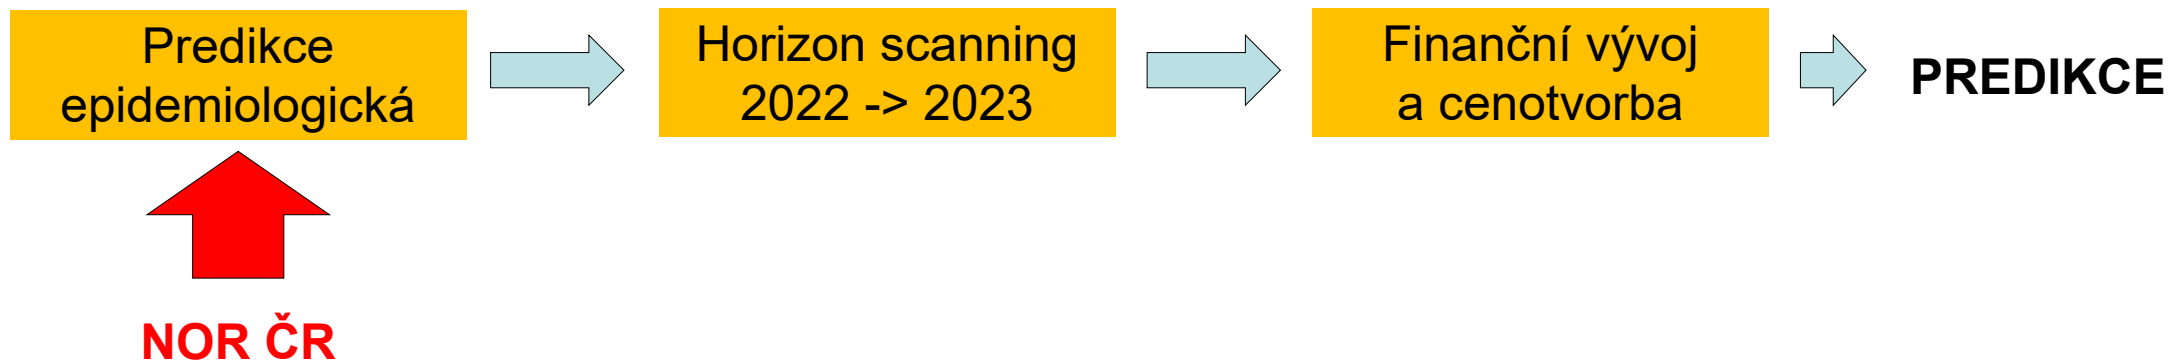 Predikce
epidemiologická
Horizon scanning
2022 -> 2023
Finanční vývoj
a cenotvorba
PREDIKCE
NOR ČR